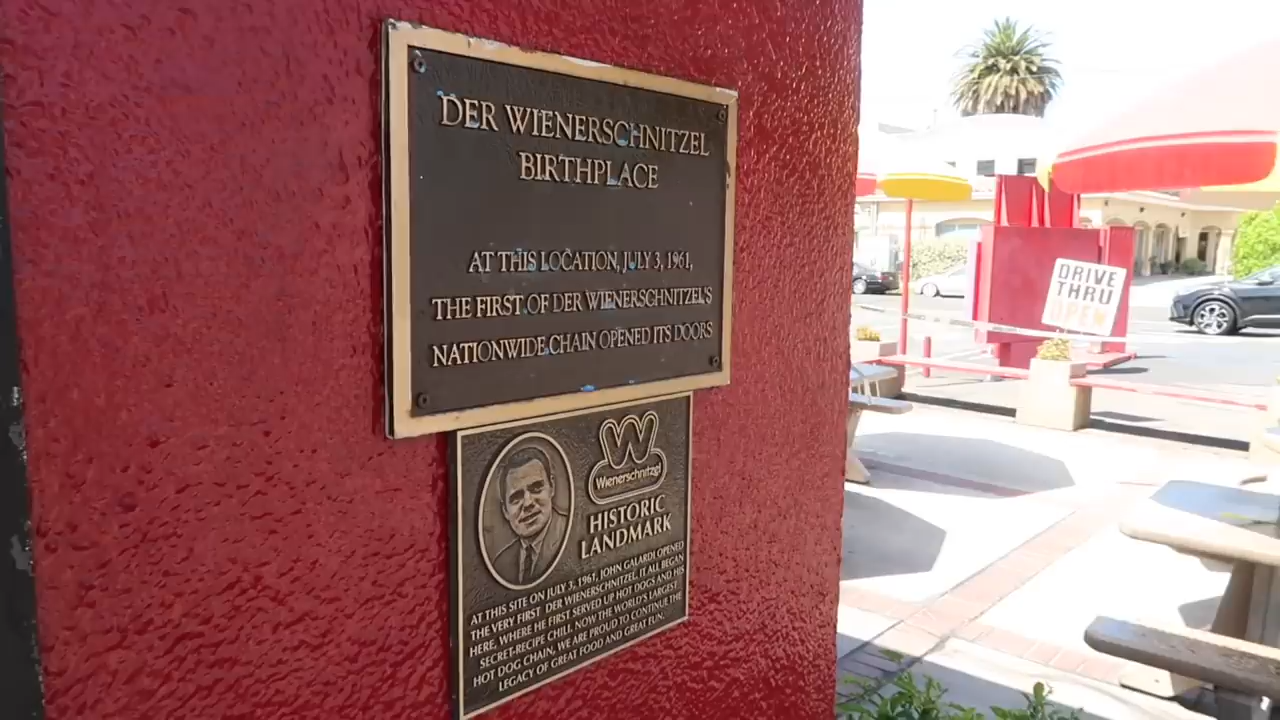 DER WIENERSCHNITZEL
BIRTHPLACE
AT THIS LOCATION, JULY 3, 1961,
THE FIRST OF DER WIENERSCHNITZEL'S
NATIONWIDE CHAIN OPENED ITS DOORS
W
Wienerschnitzel
HISTORIC
LANDMARK
AT THIS SITE ON JULY 3, 1961, JOHN GALARDI OPENED
THE VERY FIRST DER WIENERSCHNITZEL. IT ALL BEGAN
HERE, WHERE HE FIRST SERVED UP HOT DOGS AND HIS
SECRET-RECIPE CHILI. NOW THE WORLD'S LARGEST
HOT DOG CHAIN, WE ARE PROUD TO CONTINUE THE
LEGACY OF GREAT FOOD AND GREAT FUN.
DRIVE
THRU
OPEN